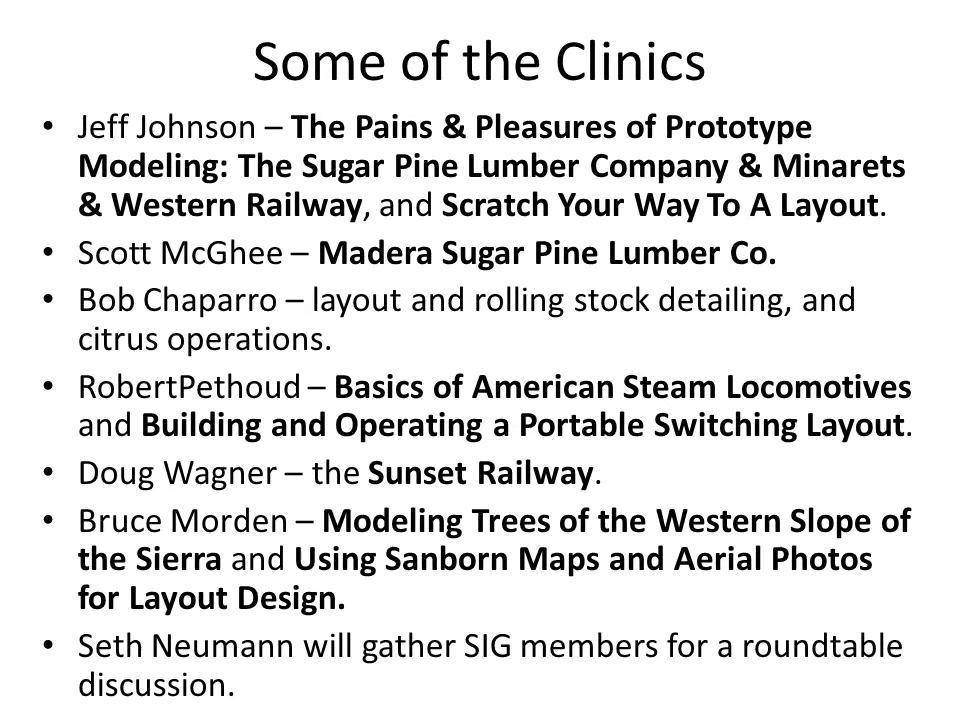 Some of the Clinics
• Jeff Johnson – The Pains & Pleasures of Prototype
Modeling: The Sugar Pine Lumber Company & Minarets
& Western Railway, and Scratch Your Way To A Layout.
• Scott McGhee – Madera Sugar Pine Lumber Co.
• Bob Chaparro – layout and rolling stock detailing, and
citrus operations.
• RobertPethoud – Basics of American Steam Locomotives
and Building and Operating a Portable Switching Layout.
• Doug Wagner – the Sunset Railway.
• Bruce Morden – Modeling Trees of the Western Slope of
the Sierra and Using Sanborn Maps and Aerial Photos
for Layout Design.
• Seth Neumann will gather SIG members for a roundtable
discussion.